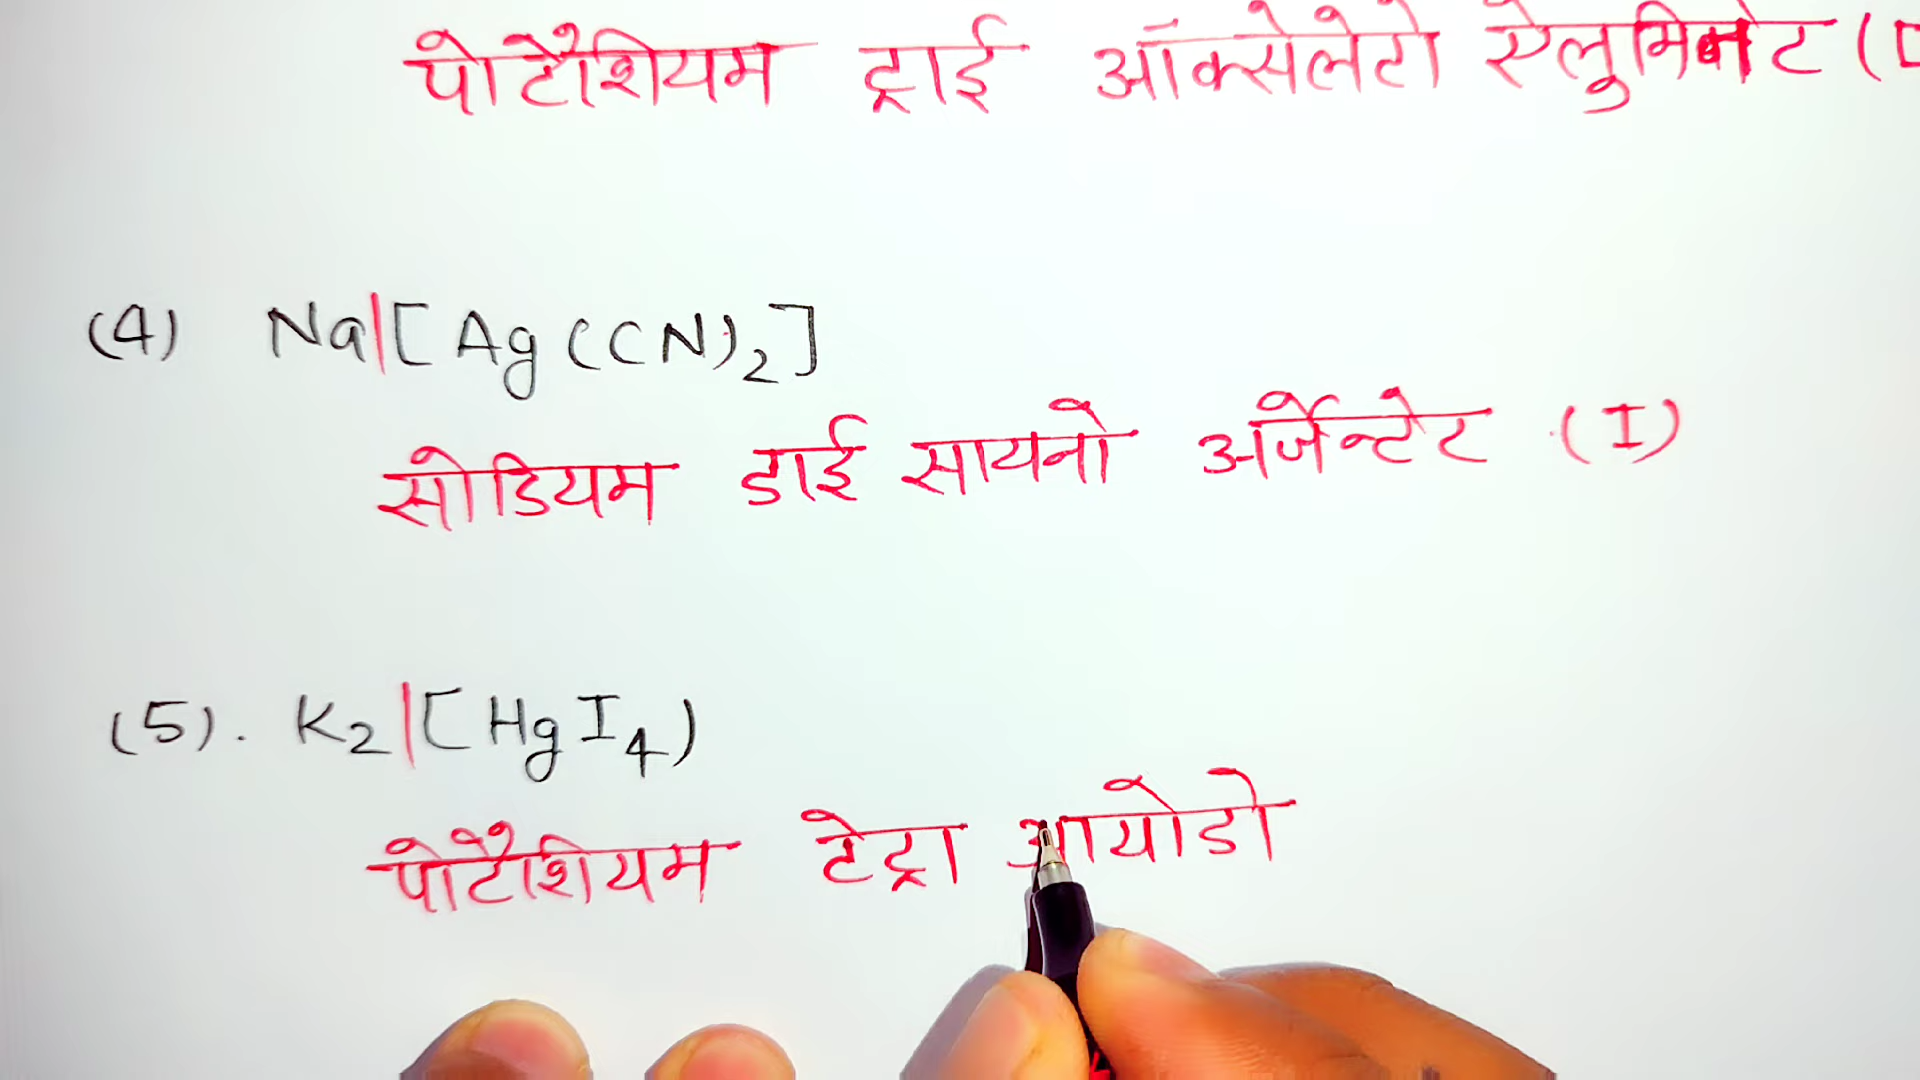 पोटैशियम ट्राई ऑक्सेलेटो ऐलुमिनेट (
(4) Na|[Ag(CN)₂]
सोडियम डाई सायनो अर्जेन्टेट (I)
(5). K₂|[HgI₄)
पोटैशियम टेट्रा आयोडो